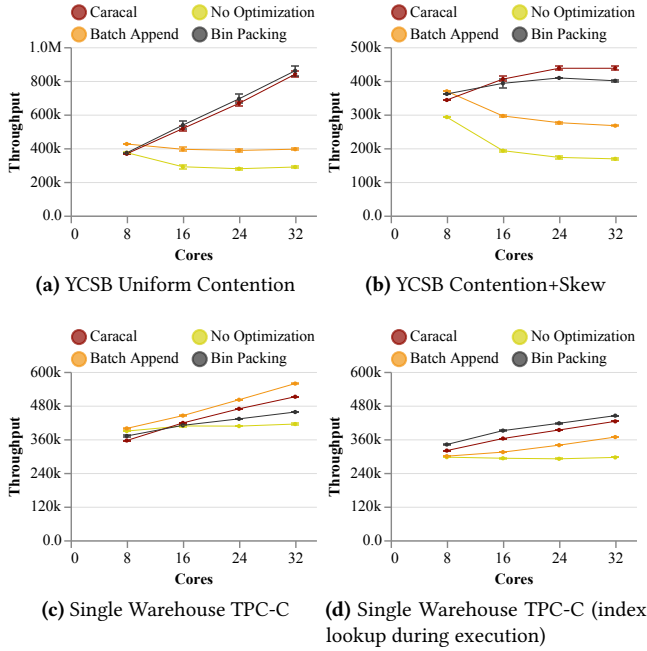 Caracal No Optimization
Batch Append Bin Packing
1.0M
800k
600k
400k
200k
0.0
Throughput
0 8 16 24 32
Cores
(a) YCSB Uniform Contention
Caracal No Optimization
Batch Append Bin Packing
500k
400k
300k
200k
100k
0.0
Throughput
0 8 16 24 32
Cores
(b) YCSB Contention+Skew
Caracal No Optimization
Batch Append Bin Packing
600k
480k
360k
240k
120k
0.0
Throughput
0 8 16 24 32
Cores
(c) Single Warehouse TPC-C
Caracal No Optimization
Batch Append Bin Packing
600k
480k
360k
240k
120k
0.0
Throughput
0 8 16 24 32
Cores
(d) Single Warehouse TPC-C (index
lookup during execution)